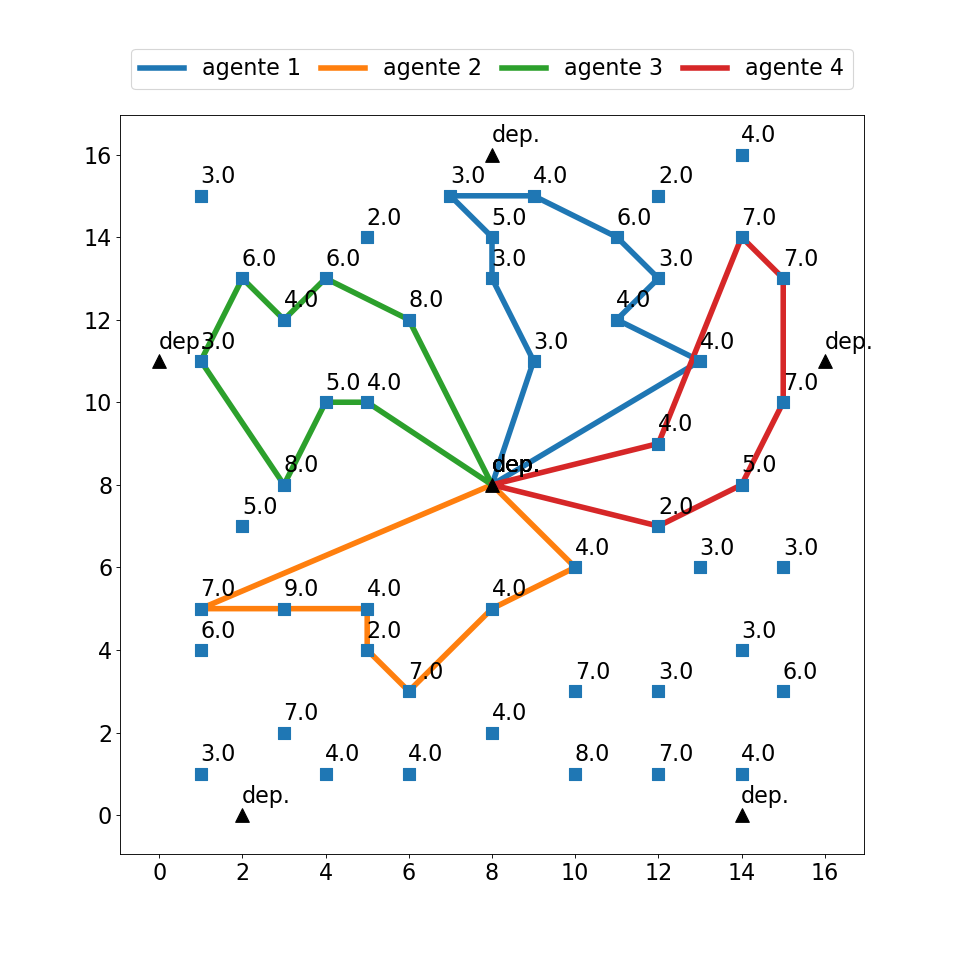 agente 1 agente 2 agente 3 agente 4
dep. 4.0
16
3.0 3.0 4.0 2.0
2.0 5.0 6.0 7.0
14
6.0 6.0 3.0 3.0 7.0
4.0 8.0 4.0
12
dep. 3.0 3.0 4.0 dep.
5.0 4.0 7.0
10
4.0
8.0 dep. 5.0
8
5.0 2.0
4.0 3.0 3.0
6
7.0 9.0 4.0 4.0
6.0 2.0 3.0
4
7.0 7.0 3.0 6.0
7.0 4.0
2
3.0 4.0 4.0 8.0 7.0 4.0
dep. dep.
0
0 2 4 6 8 10 12 14 16